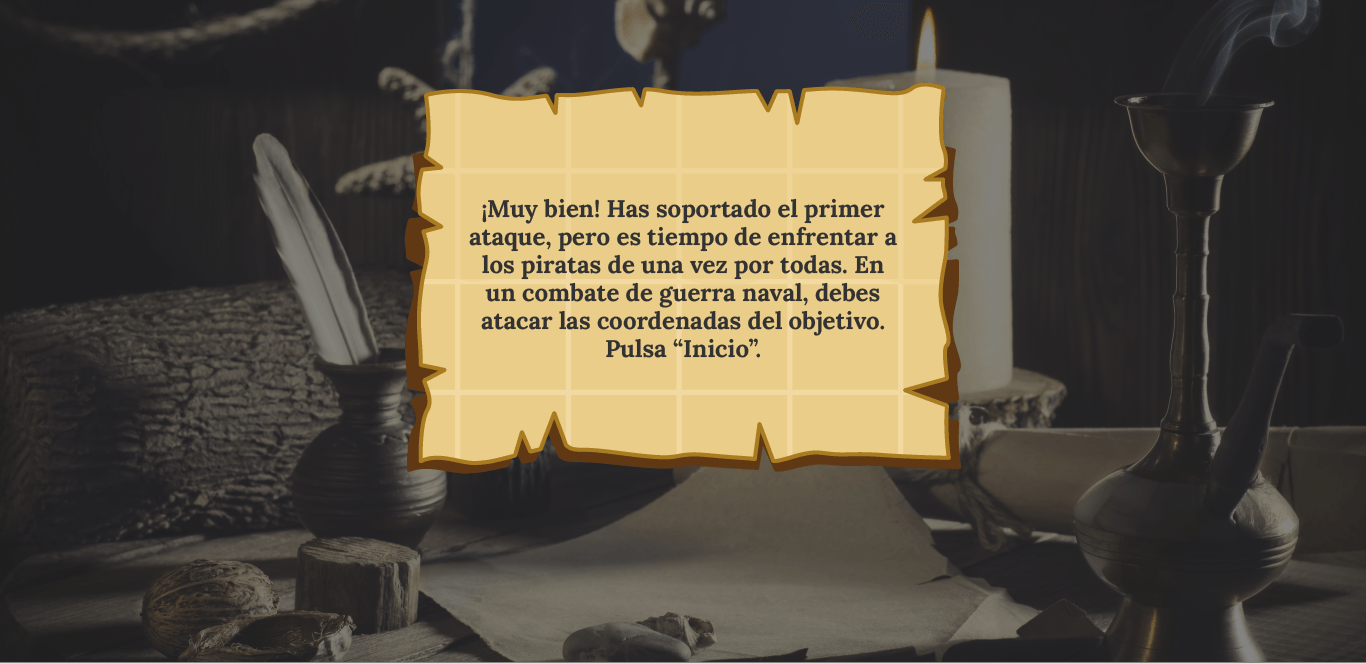 ¡Muy bien! Has soportado el primer
ataque, pero es tiempo de enfrentar a
los piratas de una vez por todas. En
un combate de guerra naval, debes
atacar las coordenadas del objetivo.
Pulsa “Inicio”.